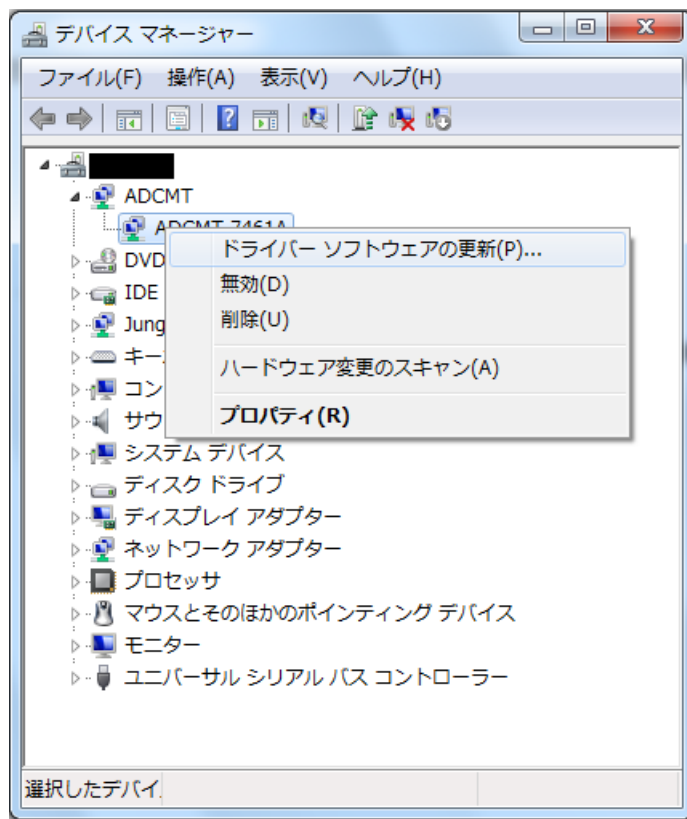 デバイス マネージャー
ファイル(F) 操作(A) 表示(V) ヘルプ(H)
ADCMT
ADCMT 7461A
ドライバー ソフトウェアの更新(P)...
DVD
無効(D)
IDE
削除(U)
Jung
キー
ハードウェア変更のスキャン(A)
コン
サウ
プロパティ(R)
システム デバイス
ディスク ドライブ
ディスプレイ アダプター
ネットワーク アダプター
プロセッサ
マウスとそのほかのポインティング デバイス
モニター
ユニバーサル シリアル バス コントローラー
選択したデバイ